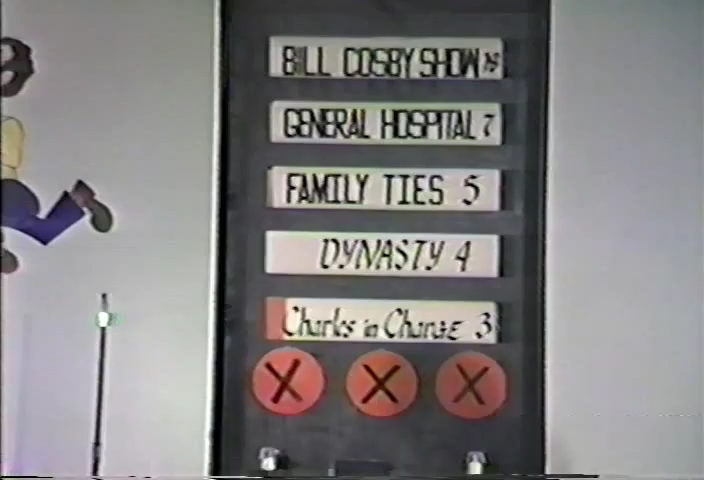 BILL COSBY SHOW
GENERAL HOSPITAL 7
FAMILY TIES 5
DYNASTY 4
Charles in Charge 3
X X X